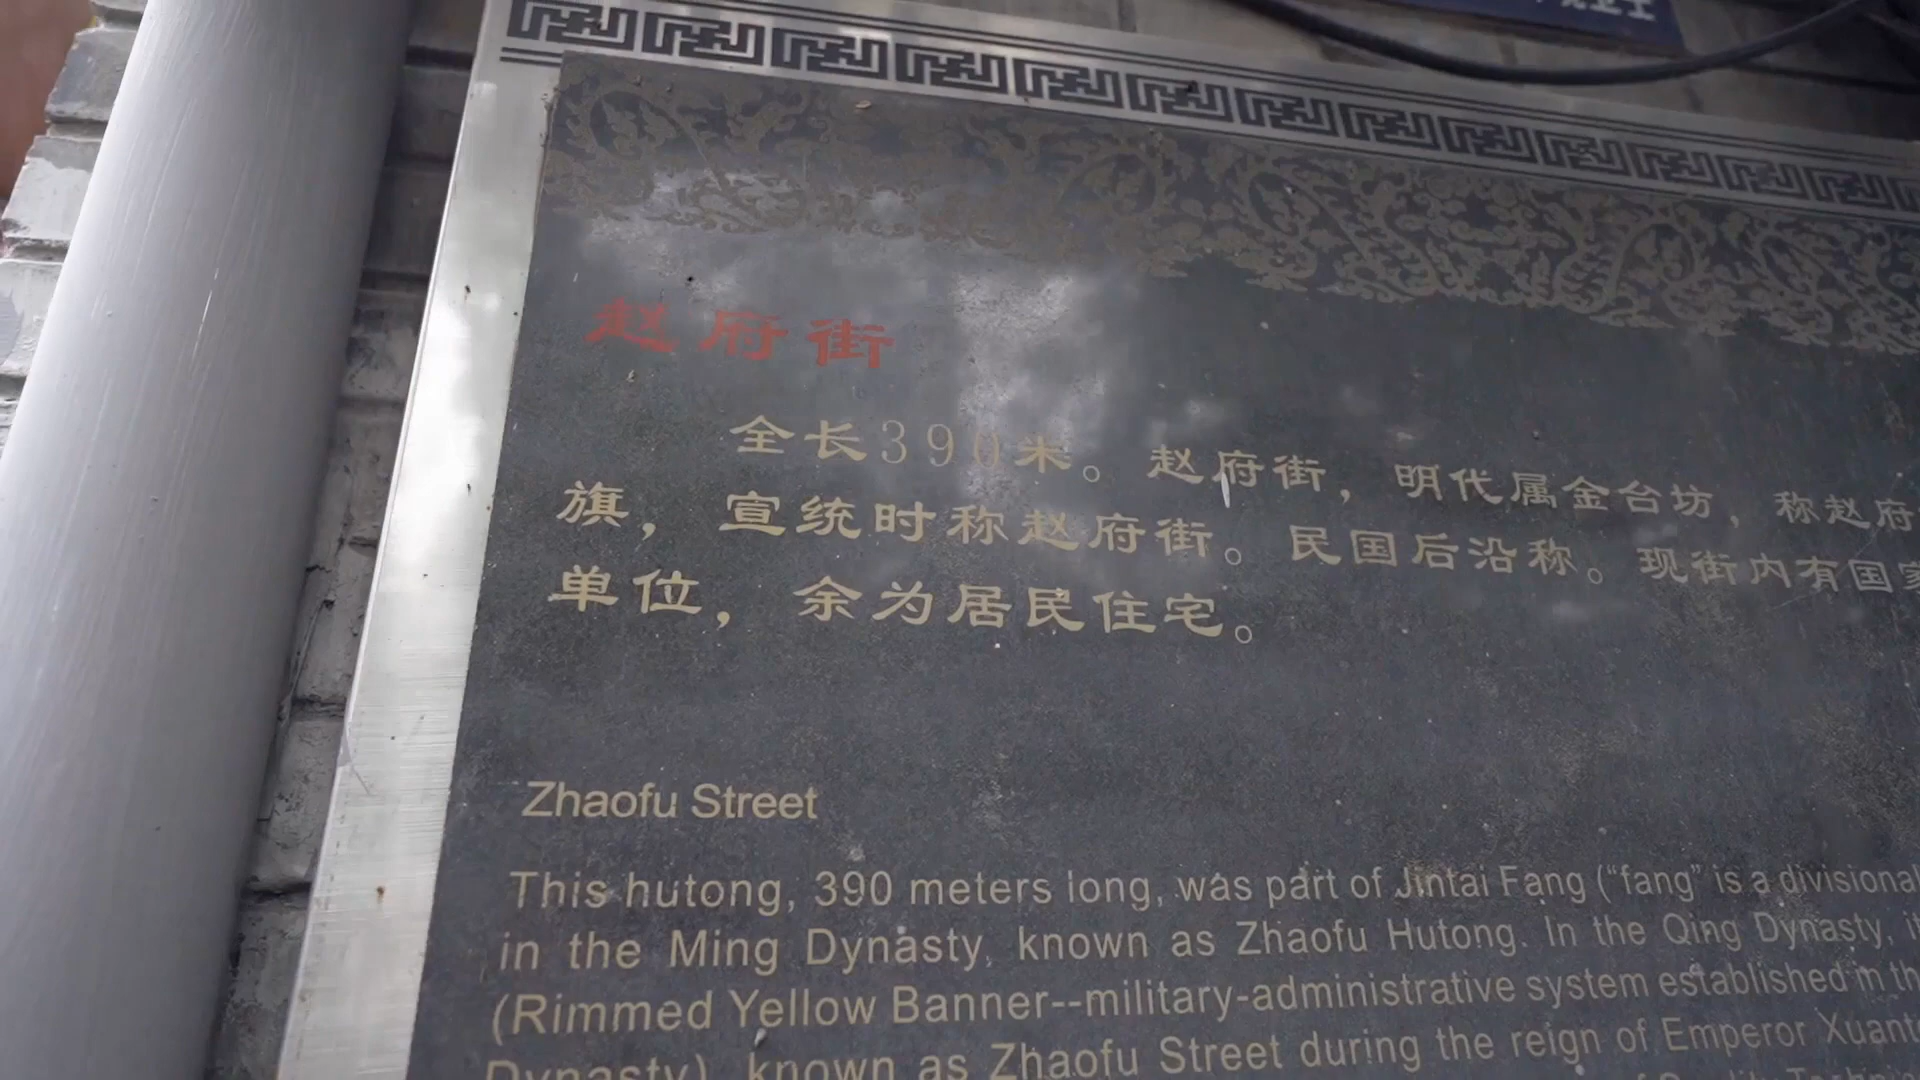 卫士
赵府街
全长390米。赵府街，明代属金台坊，称赵府
旗，宣统时称赵府街。民国后沿称。现街内有国家
单位，余为居民住宅。
Zhaofu Street
This hutong, 390 meters long, was part of Jintai Fang (“fang” is a divisional
in the Ming Dynasty, known as Zhaofu Hutong. In the Qing Dynasty, it
(Rimmed Yellow Banner--military-administrative system established in th
Dynasty), known as Zhaofu Street during the reign of Emperor Xuant